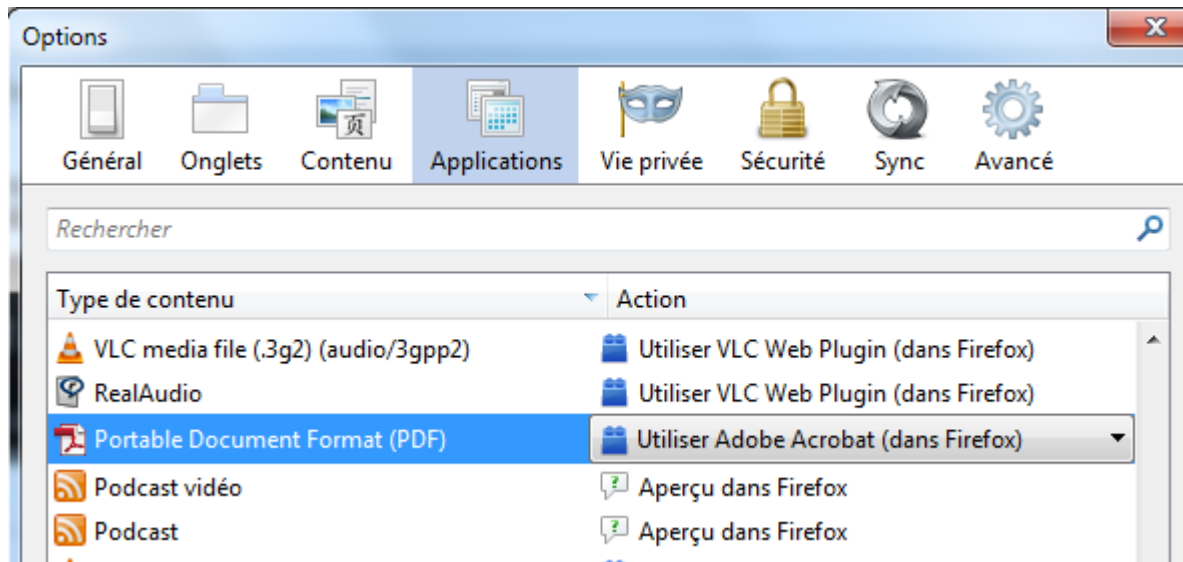 Options
页
Général Onglets Contenu Applications Vie privée Sécurité Sync Avancé
Rechercher
Type de contenu Action
VLC media file (.3g2) (audio/3gpp2) Utiliser VLC Web Plugin (dans Firefox)
RealAudio Utiliser VLC Web Plugin (dans Firefox)
Portable Document Format (PDF) Utiliser Adobe Acrobat (dans Firefox)
Podcast vidéo Aperçu dans Firefox
Podcast Aperçu dans Firefox